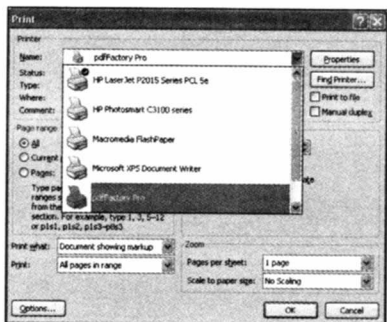 Print
Printer
Name:
pdfFactory Pro
Properties
Status:
HP LaserJet P2015 Series PCL 5e
Find Printer...
Type:
Where:
HP Photosmart C3100 series
Print to file
Comment:
Manual duplex
Page range
Macromedia FlashPaper
All
Current
Microsoft XPS Document Writer
Pages:
Type pa
ranges s
pdfFactory Pro
from the
section. For example, type 1, 3, 5–12
or p1s1, p1s2, p1s3–p8s3
Print what:
Document showing markup
Zoom
Print:
All pages in range
Pages per sheet:
1 page
Scale to paper size:
No Scaling
Options...
OK
Cancel